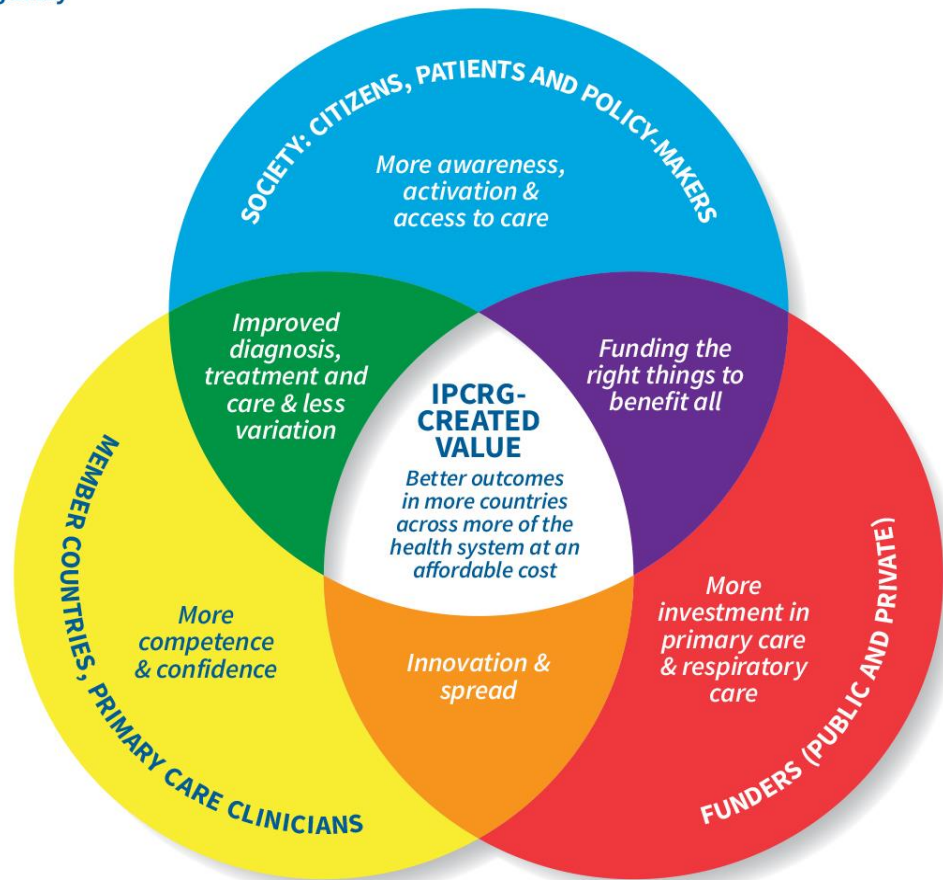 SOCIETY: CITIZENS, PATIENTS AND POLICY-MAKERS
More awareness,
activation &
access to care
Improved
diagnosis,
treatment and
care & less
variation
Funding the
right things to
benefit all
IPCRG-
CREATED
VALUE
Better outcomes
in more countries
across more of the
health system at an
affordable cost
MEMBER COUNTRIES, PRIMARY CARE CLINICIANS
More
competence
& confidence
Innovation &
spread
More
investment in
primary care
& respiratory
care
FUNDERS (PUBLIC AND PRIVATE)